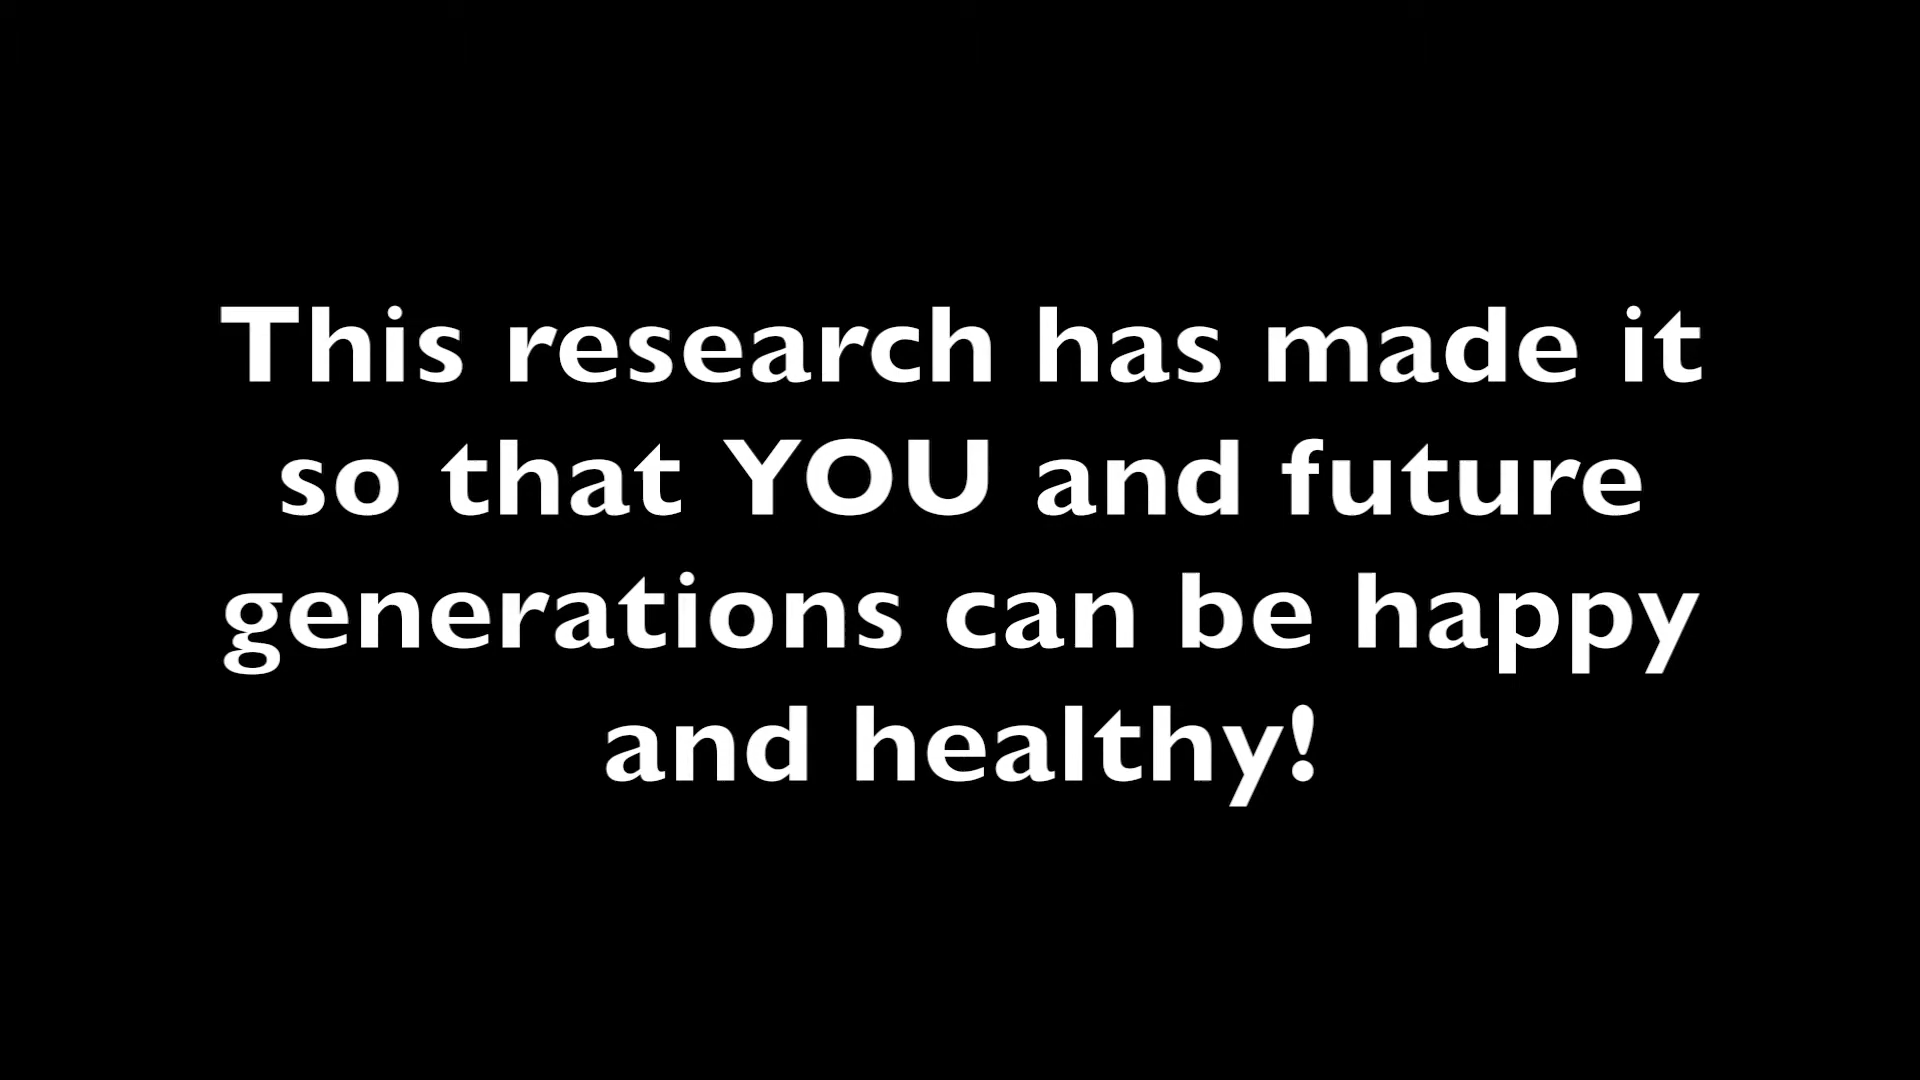 This research has made it
so that YOU and future
generations can be happy
and healthy!